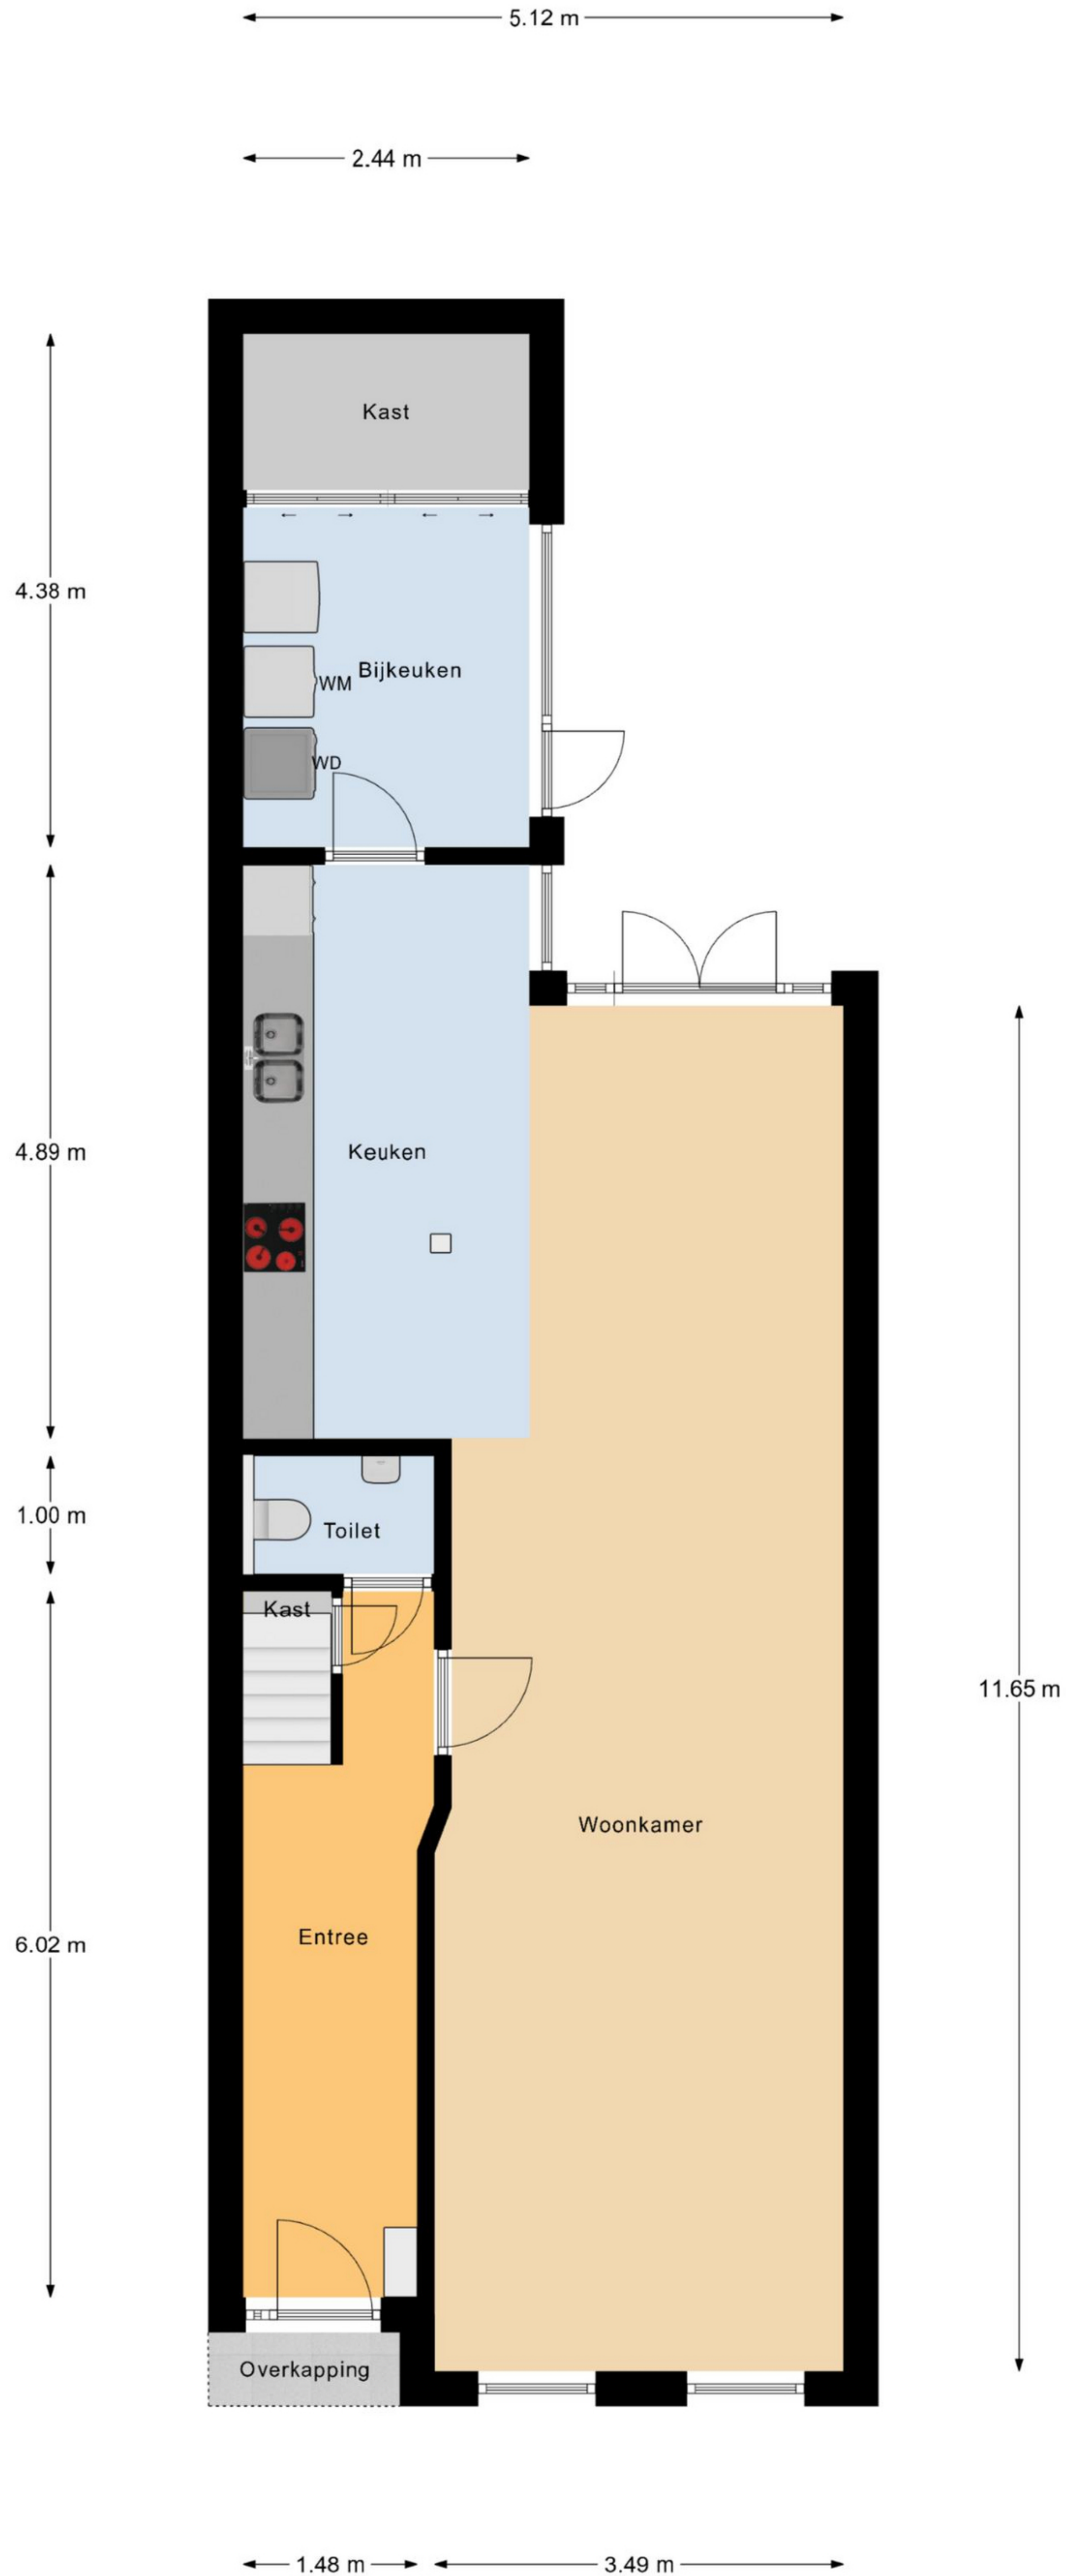 5.12 m
2.44 m
Kast
4.38 m
Bijkeuken
WM
WD
4.89 m
Keuken
1.00 m
Toilet
Kast
11.65 m
Woonkamer
Entree
6.02 m
Overkapping
1.48 m
3.49 m